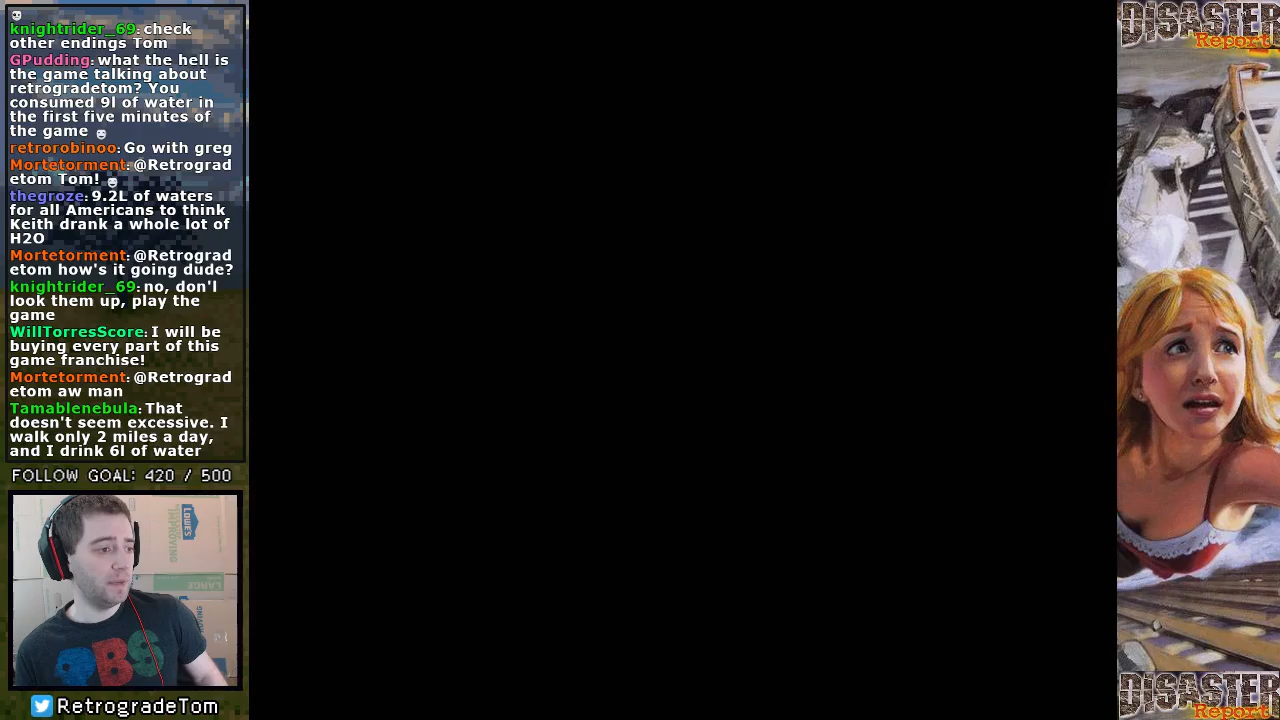 knightrider_69: check
other endings Tom
GPudding: what the hell is
the game talking about
retrogradetom? You
consumed 9l of water in
the first five minutes of
the game
retrorobinoo: Go with greg
Mortetorment: @Retrograd
etom Tom!
thegroze: 9.2L of waters
for all Americans to think
Keith drank a whole lot of
H2O
Mortetorment: @Retrograd
etom how's it going dude?
knightrider_69: no, don'l
look them up, play the
game
WillTorresScore: I will be
buying every part of this
game franchise!
Mortetorment: @Retrograd
etom aw man
Tamablenebula: That
doesn't seem excessive. I
walk only 2 miles a day,
and I drink 6l of water
FOLLOW GOAL: 420 / 500
LOWE'S
IMPROVING
LARGE
MOVING
PBS
RetrogradeTom
DISASTER
Report
DISASTER
Report